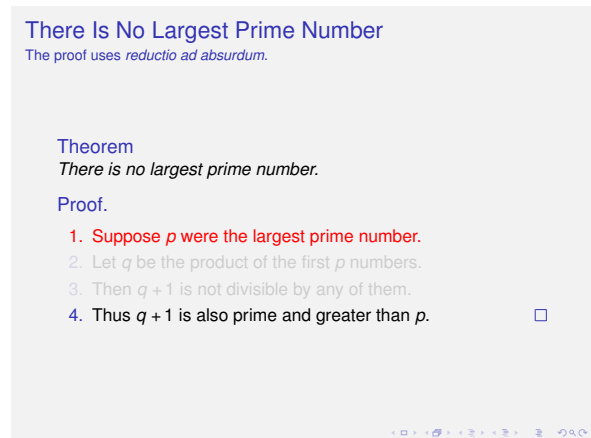 There Is No Largest Prime Number
The proof uses reductio ad absurdum.
Theorem
There is no largest prime number.
Proof.
1. Suppose p were the largest prime number.
2. Let q be the product of the first p numbers.
3. Then q + 1 is not divisible by any of them.
4. Thus q + 1 is also prime and greater than p. □